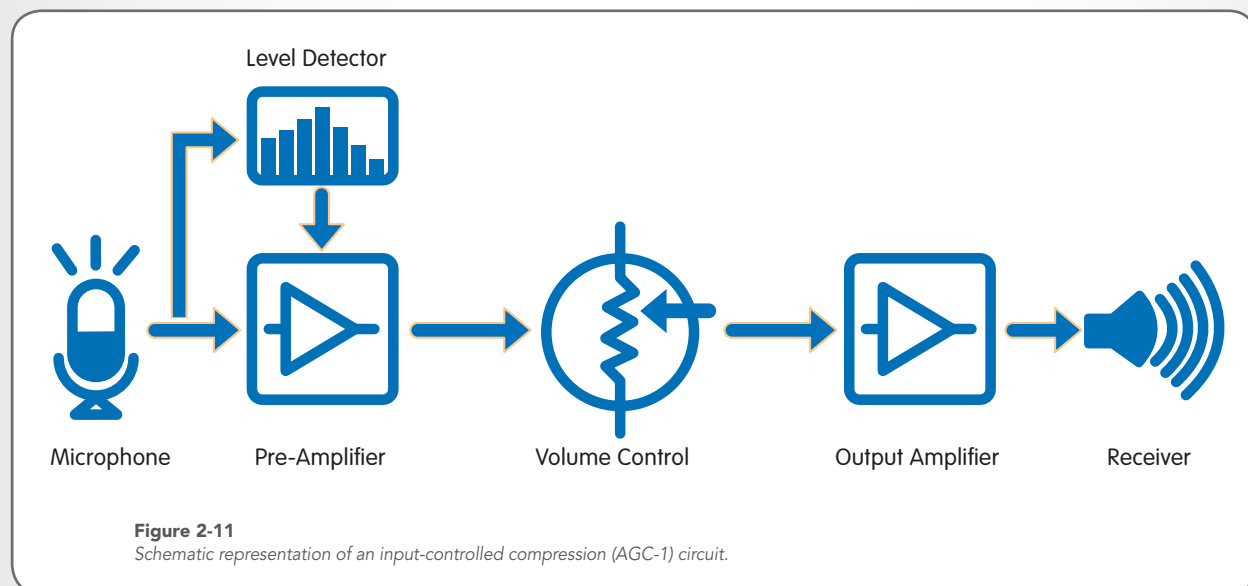 Level Detector
Microphone
Pre-Amplifier
Volume Control
Output Amplifier
Receiver
Figure 2-11
Schematic representation of an input-controlled compression (AGC-1) circuit.